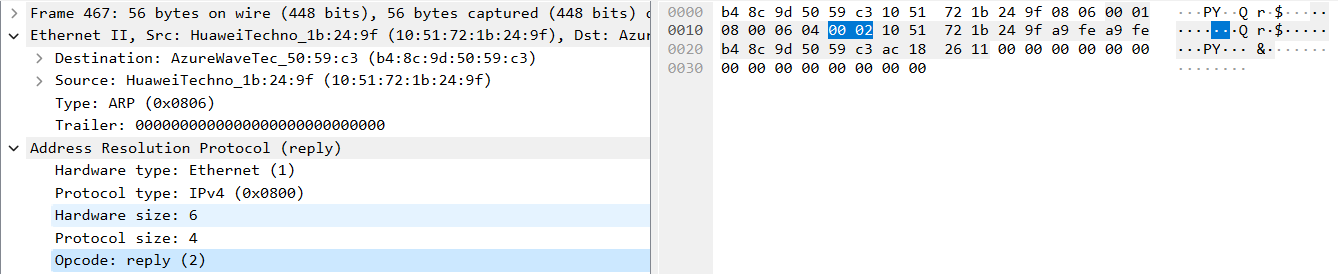 Frame 467: 56 bytes on wire (448 bits), 56 bytes captured (448 bits) o
Ethernet II, Src: HuaweiTechno_1b:24:9f (10:51:72:1b:24:9f), Dst: Azur
Destination: AzureWaveTec_50:59:c3 (b4:8c:9d:50:59:c3)
Source: HuaweiTechno_1b:24:9f (10:51:72:1b:24:9f)
Type: ARP (0x0806)
Trailer: 0000000000000000000000000000
Address Resolution Protocol (reply)
Hardware type: Ethernet (1)
Protocol type: IPv4 (0x0800)
Hardware size: 6
Protocol size: 4
Opcode: reply (2)
0000 b4 8c 9d 50 59 c3 10 51 72 1b 24 9f 08 06 00 01 ···PY··Q r·$·····
0010 08 00 06 04 00 02 10 51 72 1b 24 9f a9 fe a9 fe ·······Q r·$·····
0020 b4 8c 9d 50 59 c3 ac 18 26 11 00 00 00 00 00 00 ···PY··· &·······
0030 00 00 00 00 00 00 00 00 ········